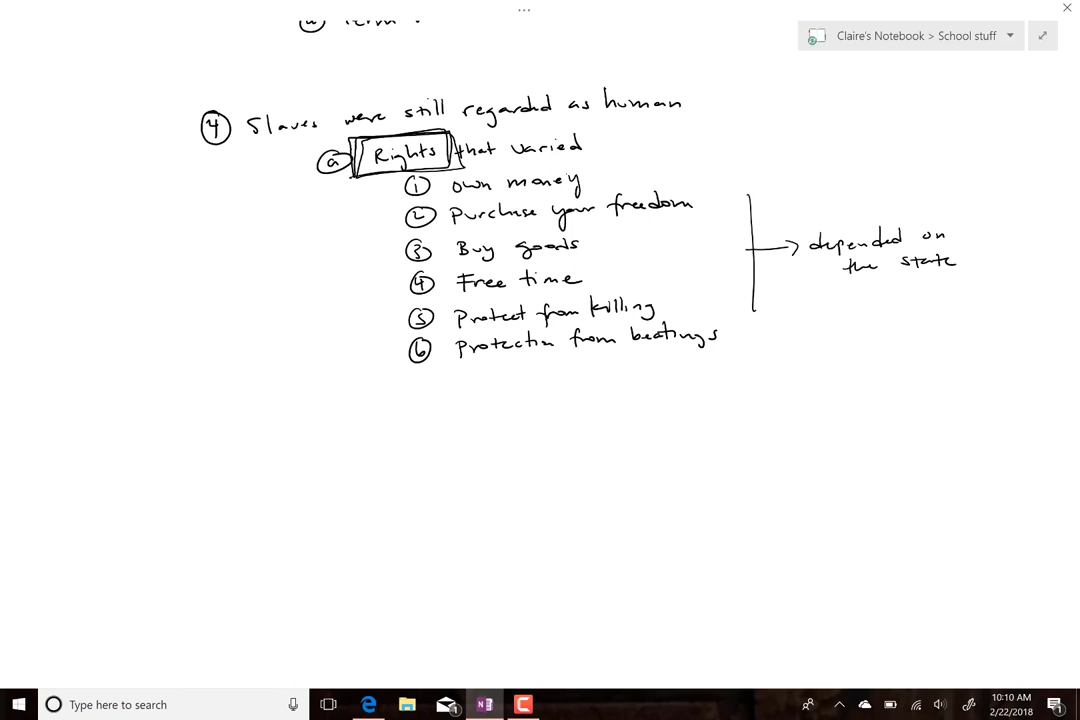 ...
Claire's Notebook > School stuff
④ Slaves were still regarded as human
ⓐ Rights that varied
① own money
② Purchase your freedom
③ Buy goods
④ Free time
⑤ Protect from killing
⑥ Protection from beatings
depended on
the state
Type here to search
10:10 AM
2/22/2018